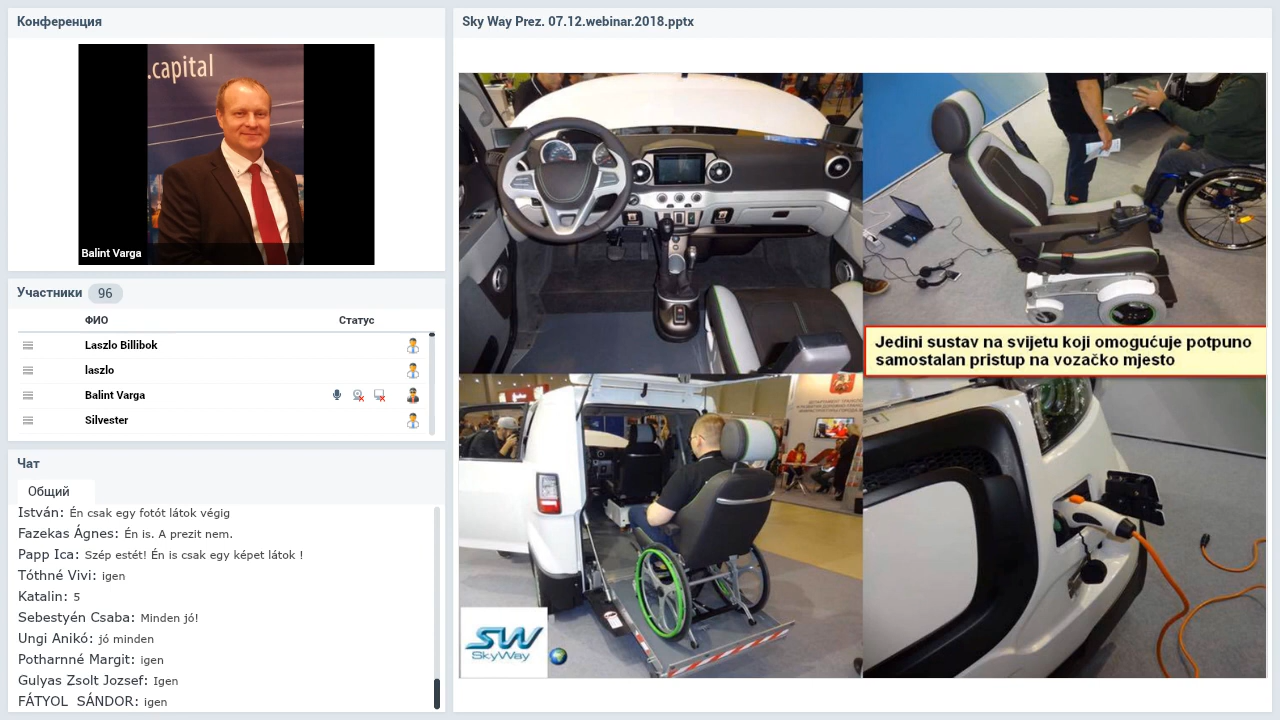 Конференция
.capital
Balint Varga
Участники 96
ФИО Статус
Laszlo Billibok
laszlo
Balint Varga
Silvester
Чат
Общий
István: Én csak egy fotót látok végig
Fazekas Ágnes: Én is. A prezit nem.
Papp Ica: Szép estét! Én is csak egy képet látok !
Tóthné Vivi: igen
Katalin: 5
Sebestyén Csaba: Minden jó!
Ungi Anikó: jó minden
Potharnné Margit: igen
Gulyas Zsolt Jozsef: Igen
FÁTYOL SÁNDOR: igen
Sky Way Prez. 07.12.webinar.2018.pptx
Jedini sustav na svijetu koji omogućuje potpuno
samostalan pristup na vozačko mjesto
SW
SkyWay